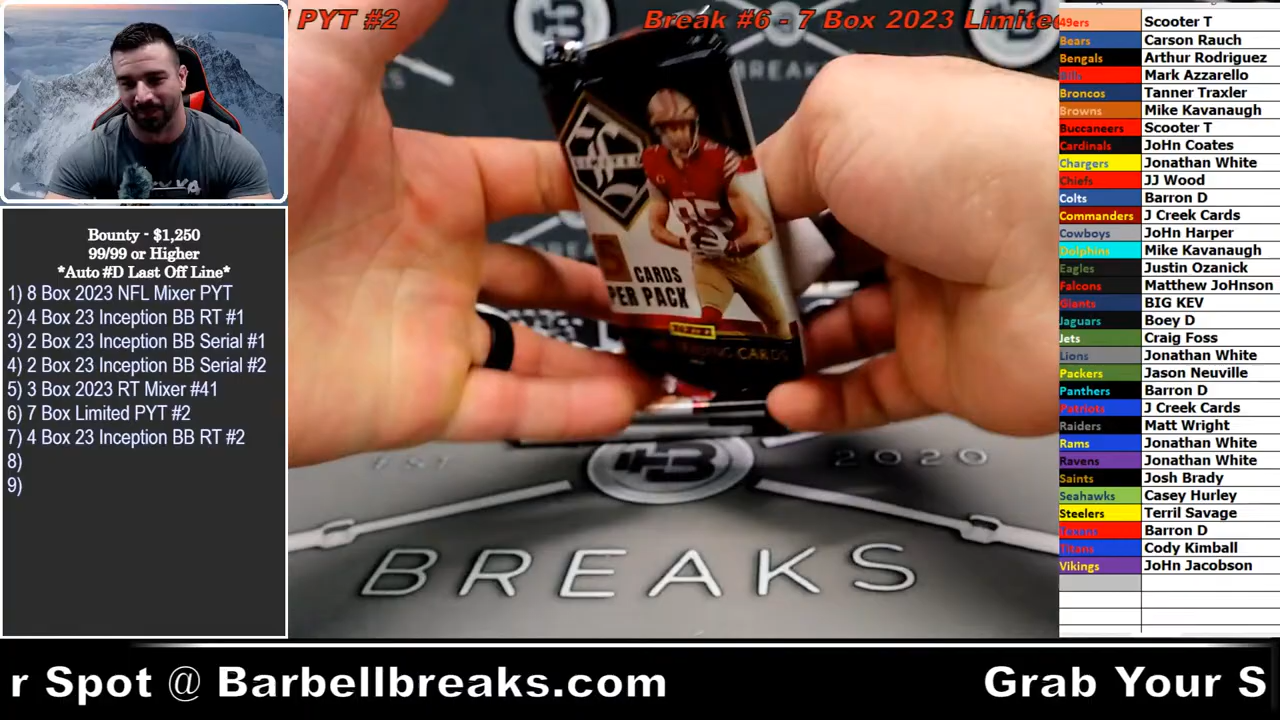 PYT #2
Break #6 - 7 Box 2023 Limite
Bounty - $1,250
99/99 or Higher
*Auto #D Last Off Line*
1) 8 Box 2023 NFL Mixer PYT
2) 4 Box 23 Inception BB RT #1
3) 2 Box 23 Inception BB Serial #1
4) 2 Box 23 Inception BB Serial #2
5) 3 Box 2023 RT Mixer #41
6) 7 Box Limited PYT #2
7) 4 Box 23 Inception BB RT #2
8)
9)
BREAK
LIMITED
85
5
CARDS
PER PACK
PANINI
TRADING CARDS
2020
BREAKS
49ers Scooter T
Bears Carson Rauch
Bengals Arthur Rodriguez
Bills Mark Azzarello
Broncos Tanner Traxler
Browns Mike Kavanaugh
Buccaneers Scooter T
Cardinals JoHn Coates
Chargers Jonathan White
Chiefs JJ Wood
Colts Barron D
Commanders J Creek Cards
Cowboys JoHn Harper
Dolphins Mike Kavanaugh
Eagles Justin Ozanick
Falcons Matthew JoHnson
Giants BIG KEV
Jaguars Boey D
Jets Craig Foss
Lions Jonathan White
Packers Jason Neuville
Panthers Barron D
Patriots J Creek Cards
Raiders Matt Wright
Rams Jonathan White
Ravens Jonathan White
Saints Josh Brady
Seahawks Casey Hurley
Steelers Terril Savage
Texans Barron D
Titans Cody Kimball
Vikings JoHn Jacobson
r Spot @ Barbellbreaks.com
Grab Your S